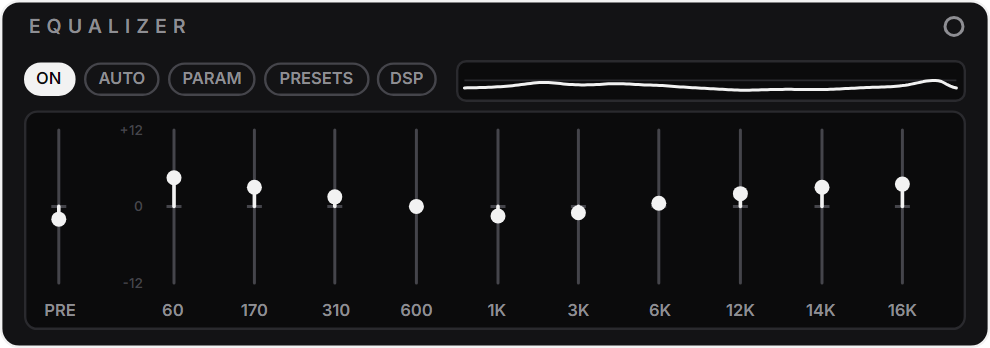 EQUALIZER
ON AUTO PARAM PRESETS DSP
+12
0
-12
PRE 60 170 310 600 1K 3K 6K 12K 14K 16K